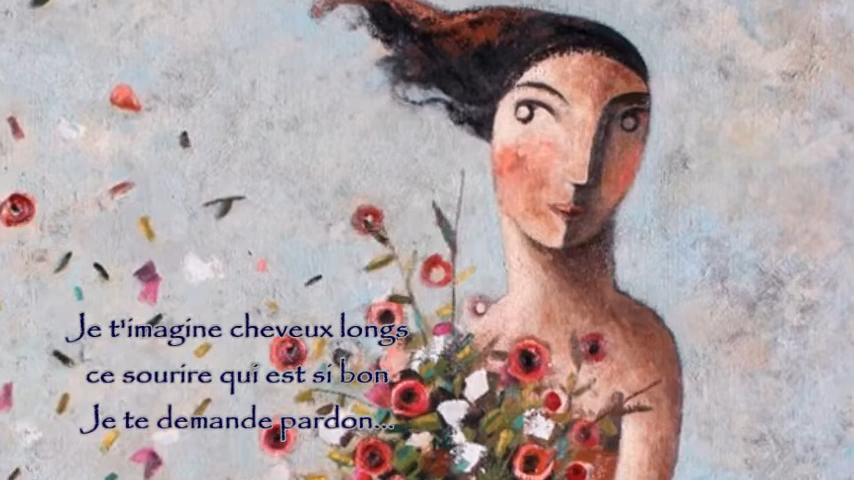 Je t'imagine cheveux longs
ce sourire qui est si bon
Je te demande pardon...